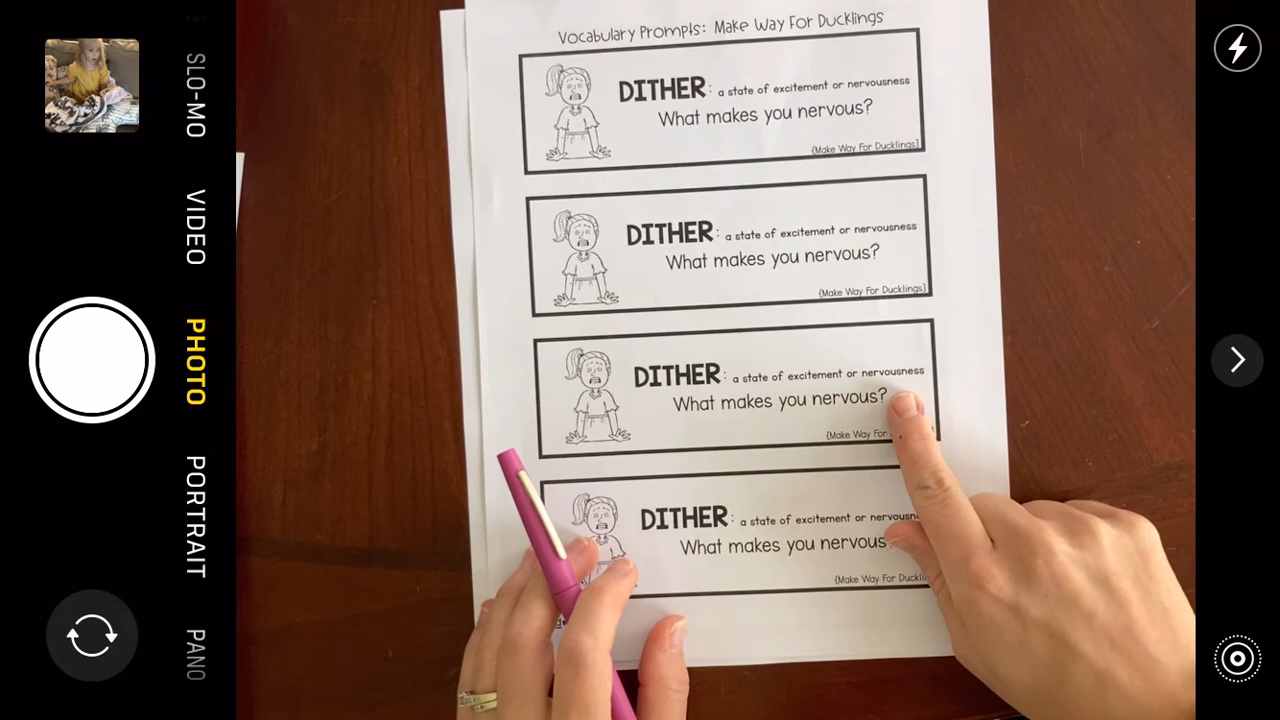 SLO-MO
VIDEO
PHOTO
PORTRAIT
PANO
Vocabulary Prompts: Make Way For Ducklings
DITHER: a state of excitement or nervousness
What makes you nervous?
{Make Way For Ducklings}
DITHER: a state of excitement or nervousness
What makes you nervous?
{Make Way For Ducklings}
DITHER: a state of excitement or nervousness
What makes you nervous?
{Make Way For
DITHER: a state of excitement or
What makes you nervous
{Make Way For